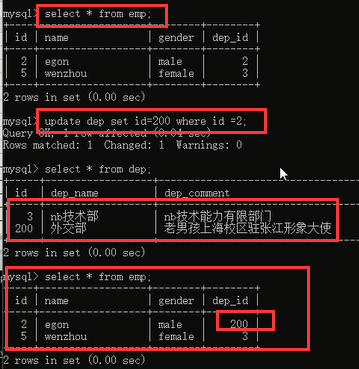 mysql> select * from emp;
| id | name | gender | dep_id |
| 2 | egon | male | 2 |
| 5 | wenzhou | female | 3 |
2 rows in set (0.00 sec)
mysql> update dep set id=200 where id =2;
Query OK, 1 row affected (0.04 sec)
Rows matched: 1 Changed: 1 Warnings: 0
mysql> select * from dep;
| id | dep_name | dep_comment
| 3 | nb技术部 | nb技术能力有限部门
| 200 | 外交部 | 老男孩上海校区驻张江形象大使
2 rows in set (0.00 sec)
mysql> select * from emp;
| id | name | gender | dep_id |
| 2 | egon | male | 200 |
| 5 | wenzhou | female | 3 |
2 rows in set (0.00 sec)